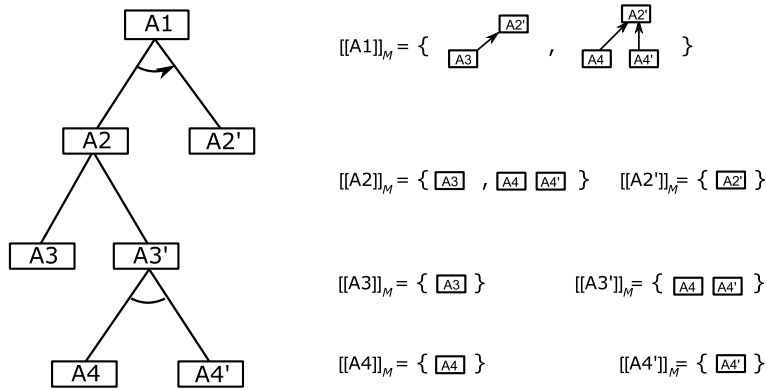 A1
[[A1]]M = { A3 A2' , A4 A4' A2' }
A2 A2'
[[A2]]M = { A3 , A4 A4' } [[A2']]M = { A2' }
A3 A3'
[[A3]]M = { A3 } [[A3']]M = { A4 A4' }
A4 A4'
[[A4]]M = { A4 } [[A4']]M = { A4' }